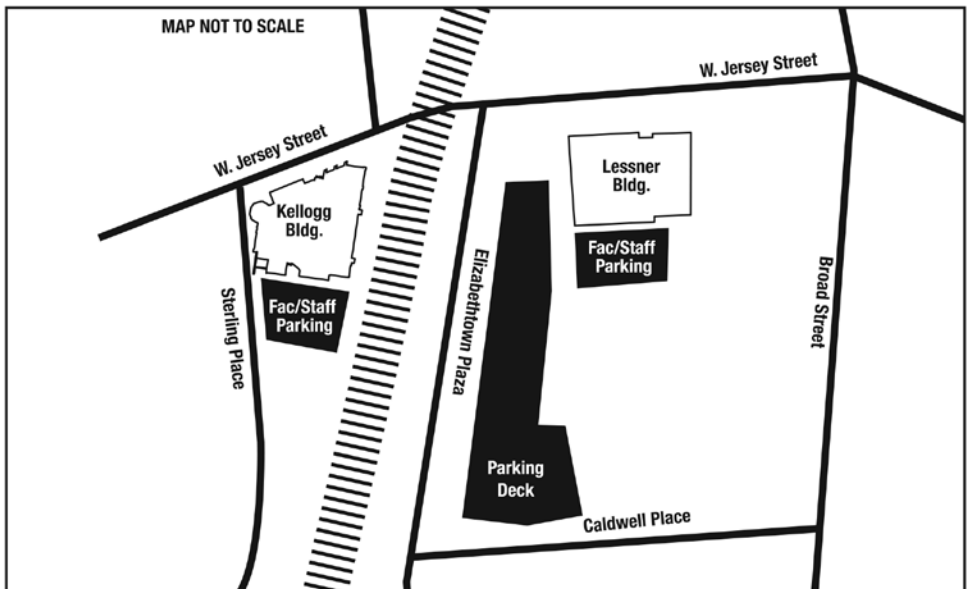 MAP NOT TO SCALE
W. Jersey Street
W. Jersey Street
Lessner
Bldg.
Kellogg
Bldg.
Fac/Staff
Parking
Elizabethtown Plaza
Broad Street
Sterling Place
Fac/Staff
Parking
Parking
Deck
Caldwell Place